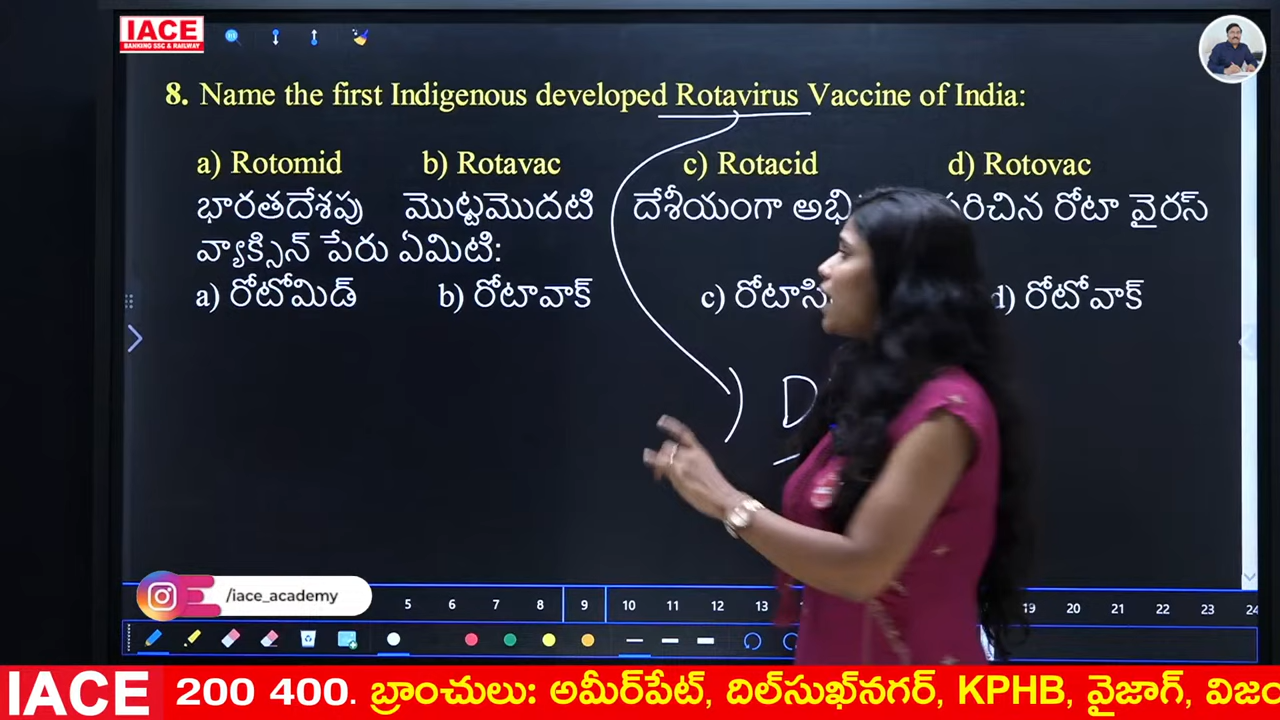 IACE
BANKING SSC & RAILWAY
8. Name the first Indigenous developed Rotavirus Vaccine of India:
a) Rotomid b) Rotavac c) Rotacid d) Rotovac
భారతదేశపు మొట్టమొదటి దేశీయంగా రోటా వైరస్
వ్యాక్సిన్ పేరు ఏమిటి:
a) రోటోమిడ్ b) రోటావాక్ c) d) రోటోవాక్
D
/iace_academy
5 6 7 8 9 10 11 12 13 19 20 21 22 23 24
IACE 200 400. బ్రాంచులు: అమీర్‌పేట్, దిల్‌సుఖ్‌నగర్, KPHB, వైజాగ్,